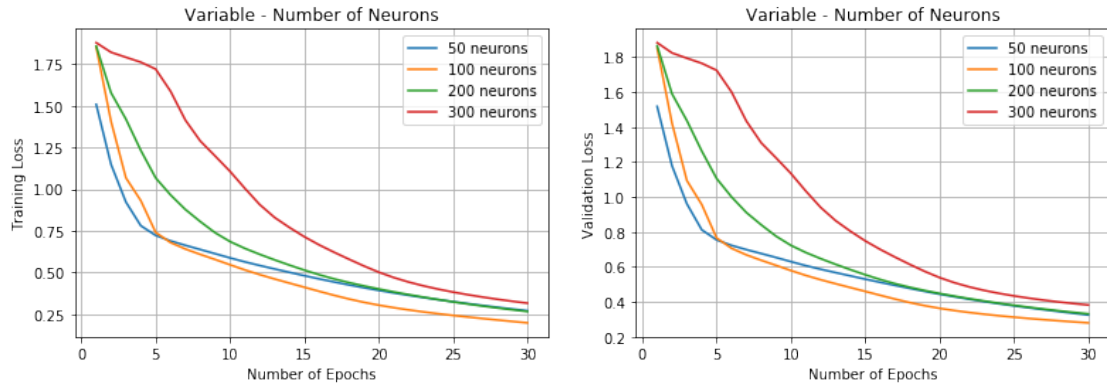 Variable - Number of Neurons
Training Loss
1.75
1.50
1.25
1.00
0.75
0.50
0.25
50 neurons
100 neurons
200 neurons
300 neurons
0 5 10 15 20 25 30
Number of Epochs
Variable - Number of Neurons
Validation Loss
1.8
1.6
1.4
1.2
1.0
0.8
0.6
0.4
0.2
50 neurons
100 neurons
200 neurons
300 neurons
0 5 10 15 20 25 30
Number of Epochs